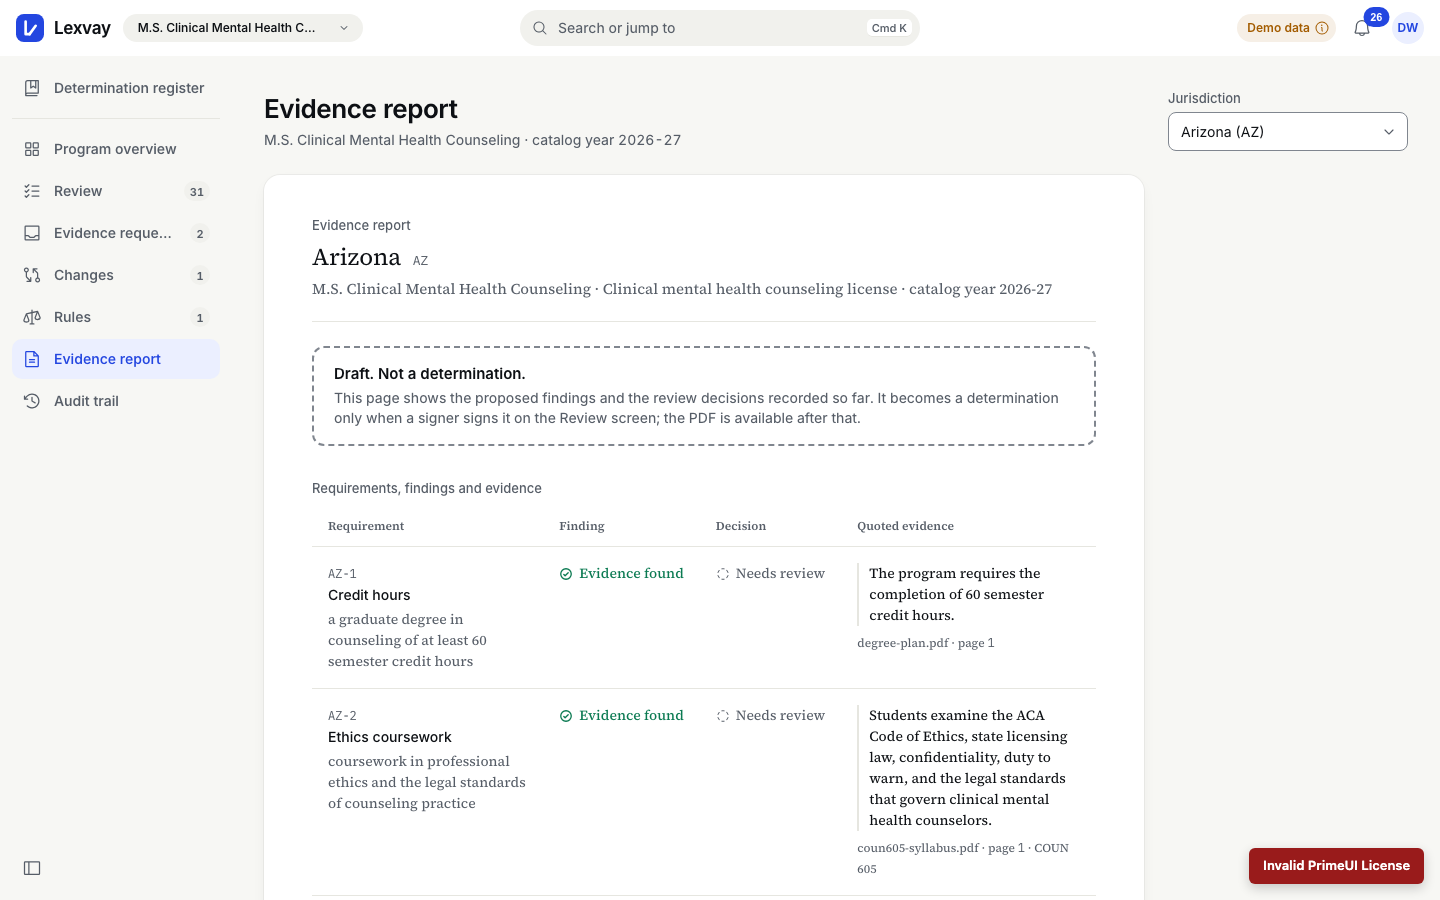 Lexvay
M.S. Clinical Mental Health C...
Search or jump to
Cmd K
Demo data
26
DW
Determination register
Program overview
Review 31
Evidence reque... 2
Changes 1
Rules 1
Evidence report
Audit trail
Evidence report
M.S. Clinical Mental Health Counseling · catalog year 2026-27
Jurisdiction
Arizona (AZ)
Evidence report
Arizona AZ
M.S. Clinical Mental Health Counseling · Clinical mental health counseling license · catalog year 2026-27
Draft. Not a determination.
This page shows the proposed findings and the review decisions recorded so far. It becomes a determination
only when a signer signs it on the Review screen; the PDF is available after that.
Requirements, findings and evidence
Requirement Finding Decision Quoted evidence
AZ-1
Credit hours
a graduate degree in
counseling of at least 60
semester credit hours
Evidence found
Needs review
The program requires the
completion of 60 semester
credit hours.
degree-plan.pdf · page 1
AZ-2
Ethics coursework
coursework in professional
ethics and the legal standards
of counseling practice
Evidence found
Needs review
Students examine the ACA
Code of Ethics, state licensing
law, confidentiality, duty to
warn, and the legal standards
that govern clinical mental
health counselors.
coun605-syllabus.pdf · page 1 · COUN
605
Invalid PrimeUI License